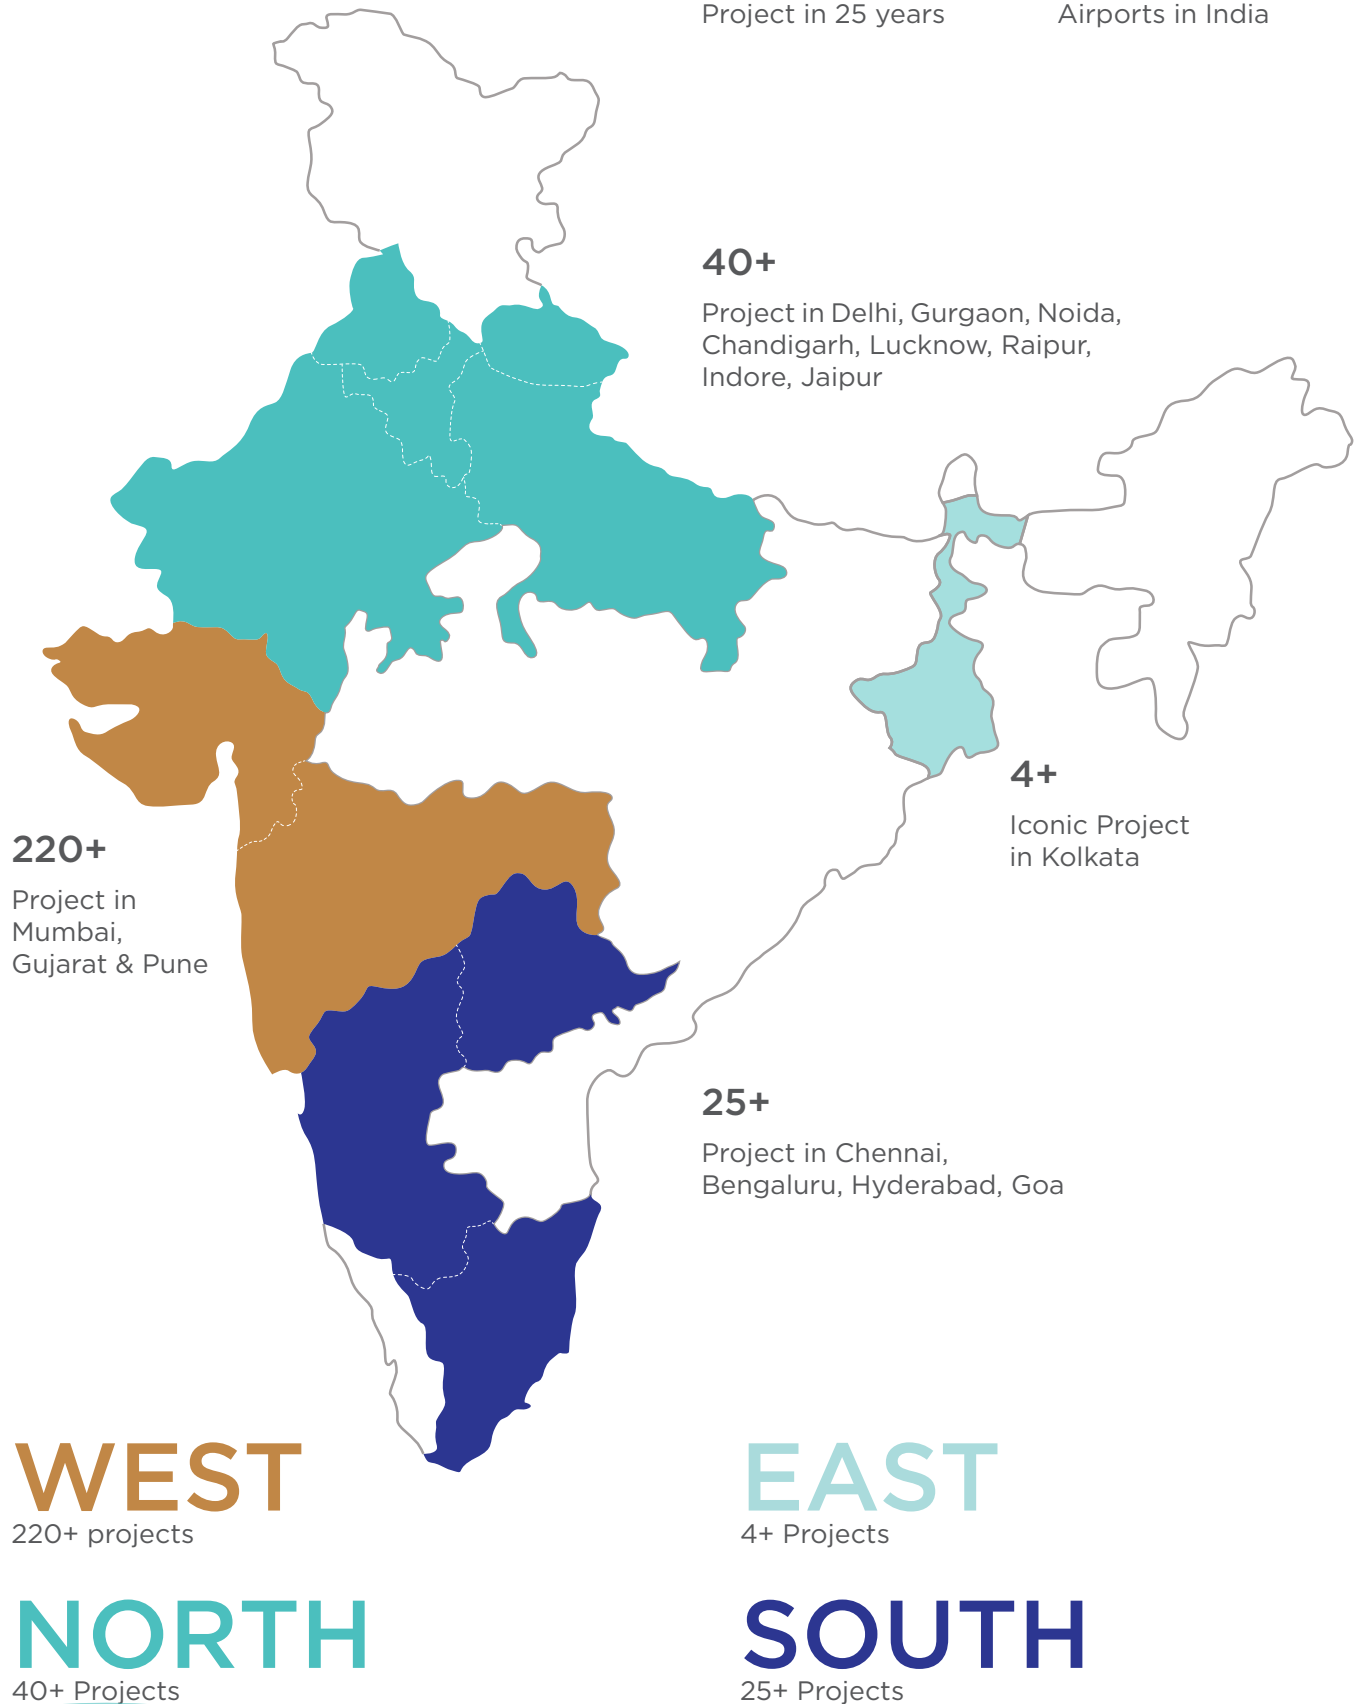 Project in 25 years
Airports in India
40+
Project in Delhi, Gurgaon, Noida,
Chandigarh, Lucknow, Raipur,
Indore, Jaipur
4+
Iconic Project
in Kolkata
220+
Project in
Mumbai,
Gujarat & Pune
25+
Project in Chennai,
Bengaluru, Hyderabad, Goa
WEST
220+ projects
EAST
4+ Projects
NORTH
40+ Projects
SOUTH
25+ Projects